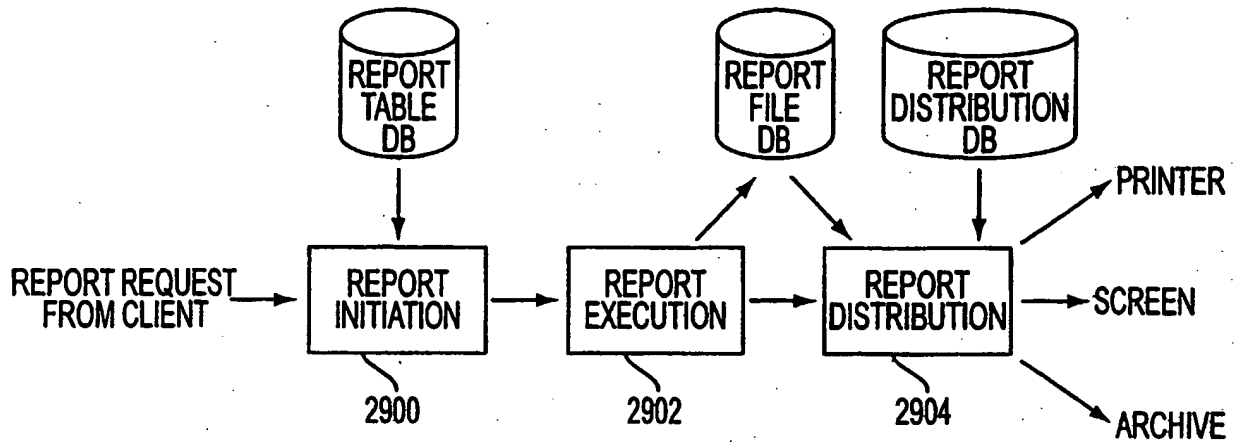 REPORT
TABLE
DB
REPORT
FILE
DB
REPORT
DISTRIBUTION
DB
PRINTER
REPORT REQUEST
FROM CLIENT
REPORT
INITIATION
REPORT
EXECUTION
REPORT
DISTRIBUTION
SCREEN
2900
2902
2904
ARCHIVE